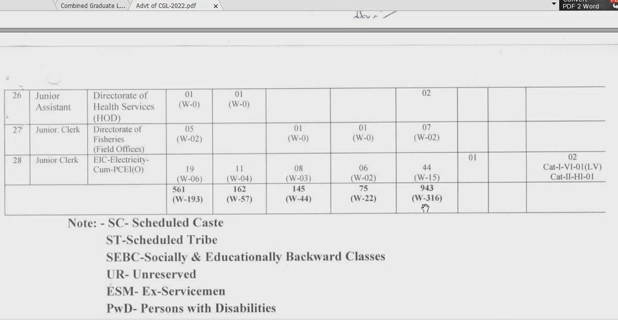 Combined Graduate L... Advt of CGL-2022.pdf x
PDF 2 Word
26 Junior Assistant Directorate of Health Services (HOD) 01 (W-0) 01 (W-0) 02
27 Junior Clerk Directorate of Fisheries (Field Offices) 05 (W-02) 01 (W-0) 01 (W-0) 07 (W-02)
28 Junior Clerk EIC-Electricity-Cum-PCEI(O) 19 (W-06) 11 (W-04) 08 (W-03) 06 (W-02) 44 (W-15) 01 02 Cat-I-VI-01(LV) Cat-II-HI-01
561 (W-193) 162 (W-57) 145 (W-44) 75 (W-22) 943 (W-316)
Note: - SC- Scheduled Caste
ST-Scheduled Tribe
SEBC-Socially & Educationally Backward Classes
UR- Unreserved
ESM- Ex-Servicemen
PwD- Persons with Disabilities